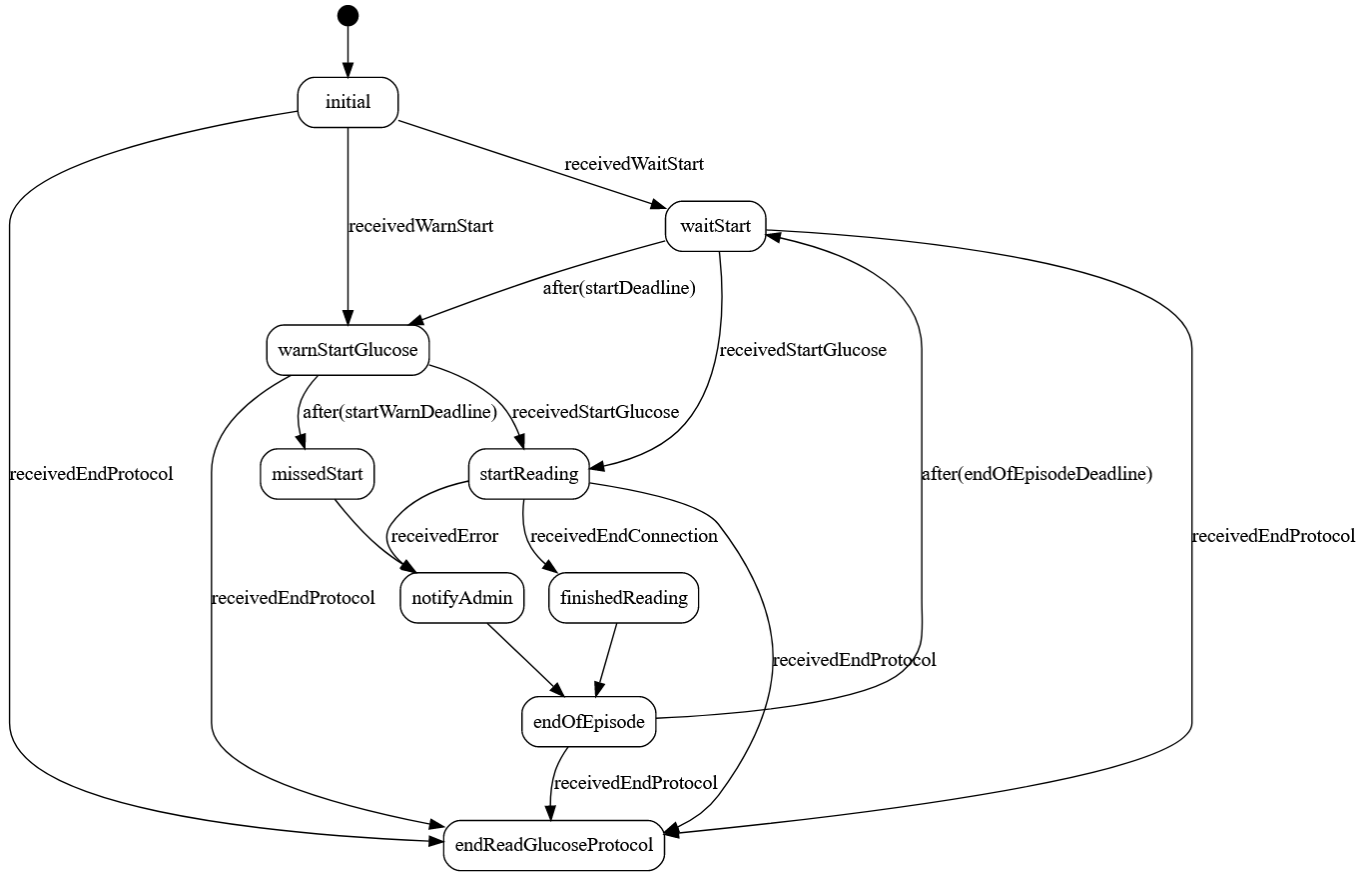 initial
receivedWaitStart
receivedWarnStart
waitStart
after(startDeadline)
warnStartGlucose
receivedStartGlucose
after(startWarnDeadline)
receivedStartGlucose
receivedEndProtocol
missedStart
startReading
after(endOfEpisodeDeadline)
receivedError
receivedEndConnection
receivedEndProtocol
receivedEndProtocol
notifyAdmin
finishedReading
receivedEndProtocol
endOfEpisode
receivedEndProtocol
endReadGlucoseProtocol